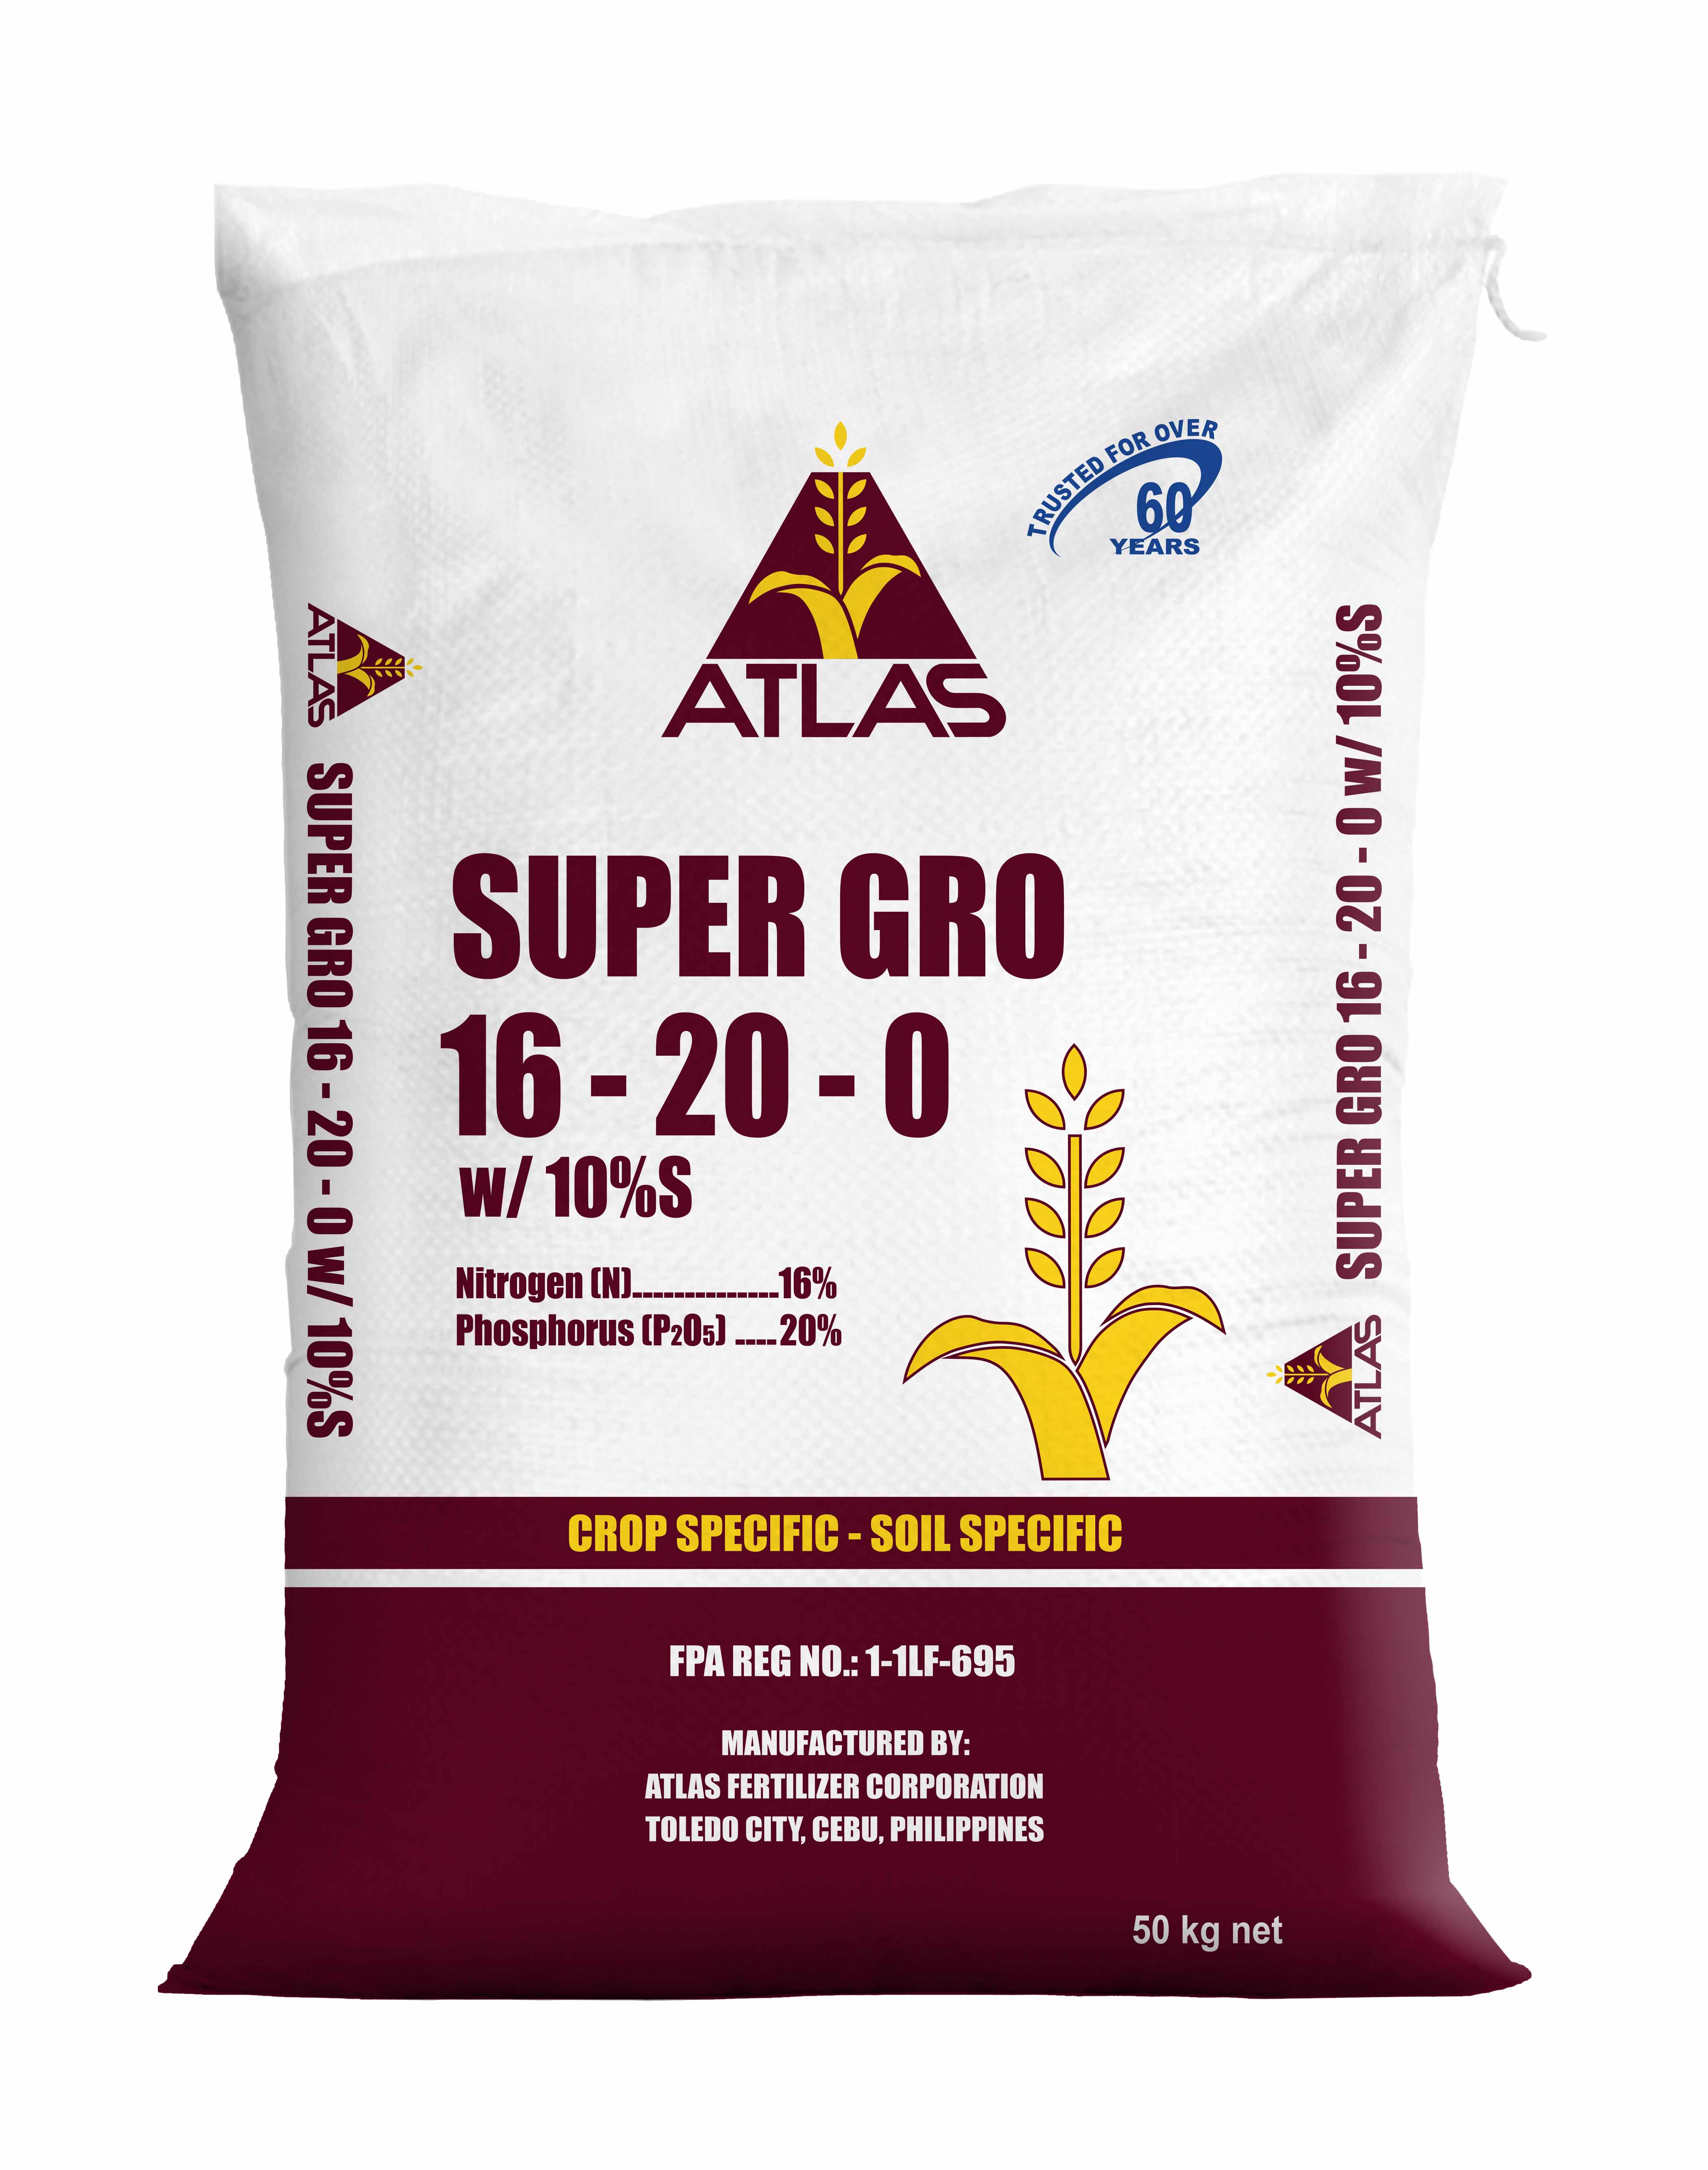 TRUSTED FOR OVER
60
YEARS
ATLAS
SUPER GRO
16 - 20 - 0
w/ 10%S
Nitrogen (N)..............16%
Phosphorus (P2O5) ....20%
ATLAS
SUPER GRO 16 - 20 - 0 w/ 10%S
ATLAS
SUPER GRO 16 - 20 - 0 w/ 10%S
CROP SPECIFIC - SOIL SPECIFIC
FPA REG NO.: 1-1LF-695
MANUFACTURED BY:
ATLAS FERTILIZER CORPORATION
TOLEDO CITY, CEBU, PHILIPPINES
50 kg net